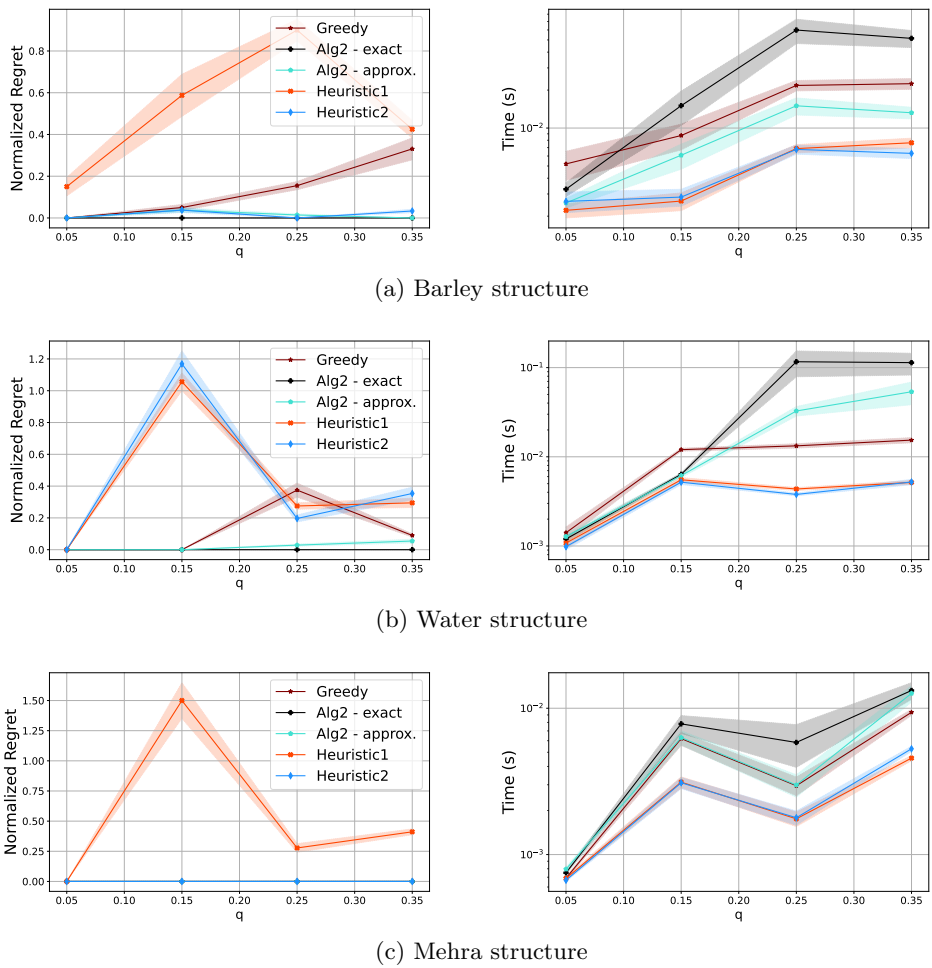 Normalized Regret
0.8
0.6
0.4
0.2
0.0
Greedy
Alg2 - exact
Alg2 - approx.
Heuristic1
Heuristic2
0.05 0.10 0.15 0.20 0.25 0.30 0.35
q
Time (s)
10⁻²
0.05 0.10 0.15 0.20 0.25 0.30 0.35
q
(a) Barley structure
Normalized Regret
1.2
1.0
0.8
0.6
0.4
0.2
0.0
Greedy
Alg2 - exact
Alg2 - approx.
Heuristic1
Heuristic2
0.05 0.10 0.15 0.20 0.25 0.30 0.35
q
Time (s)
10⁻¹
10⁻²
10⁻³
0.05 0.10 0.15 0.20 0.25 0.30 0.35
q
(b) Water structure
Normalized Regret
1.50
1.25
1.00
0.75
0.50
0.25
0.00
Greedy
Alg2 - exact
Alg2 - approx.
Heuristic1
Heuristic2
0.05 0.10 0.15 0.20 0.25 0.30 0.35
q
Time (s)
10⁻²
10⁻³
0.05 0.10 0.15 0.20 0.25 0.30 0.35
q
(c) Mehra structure